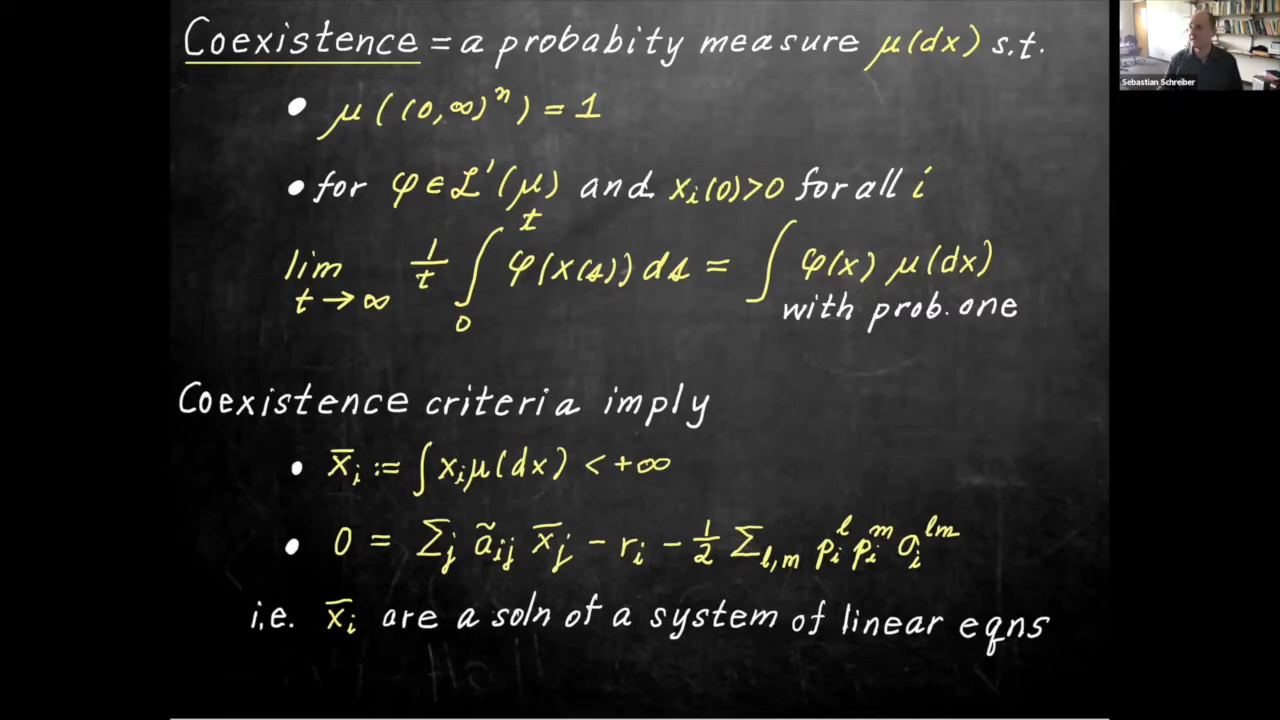 Coexistence = a probabity measure μ(dx) s.t.
• μ((0,∞)ⁿ) = 1
• for φ ∈ L¹(μ) and xᵢ(0)>0 for all i
lim t→∞ 1/t ∫₀ᵗ φ(x(s)) ds = ∫ φ(x) μ(dx)
with prob. one
Coexistence criteria imply
• x̄ᵢ := ∫ xᵢ μ(dx) < +∞
• 0 = Σⱼ ãᵢⱼ x̄ⱼ − rᵢ − 1/2 Σₗ,ₘ pᵢˡ pᵢᵐ σᵢˡᵐ
i.e. x̄ᵢ are a soln of a system of linear eqns
Sebastian Schreiber